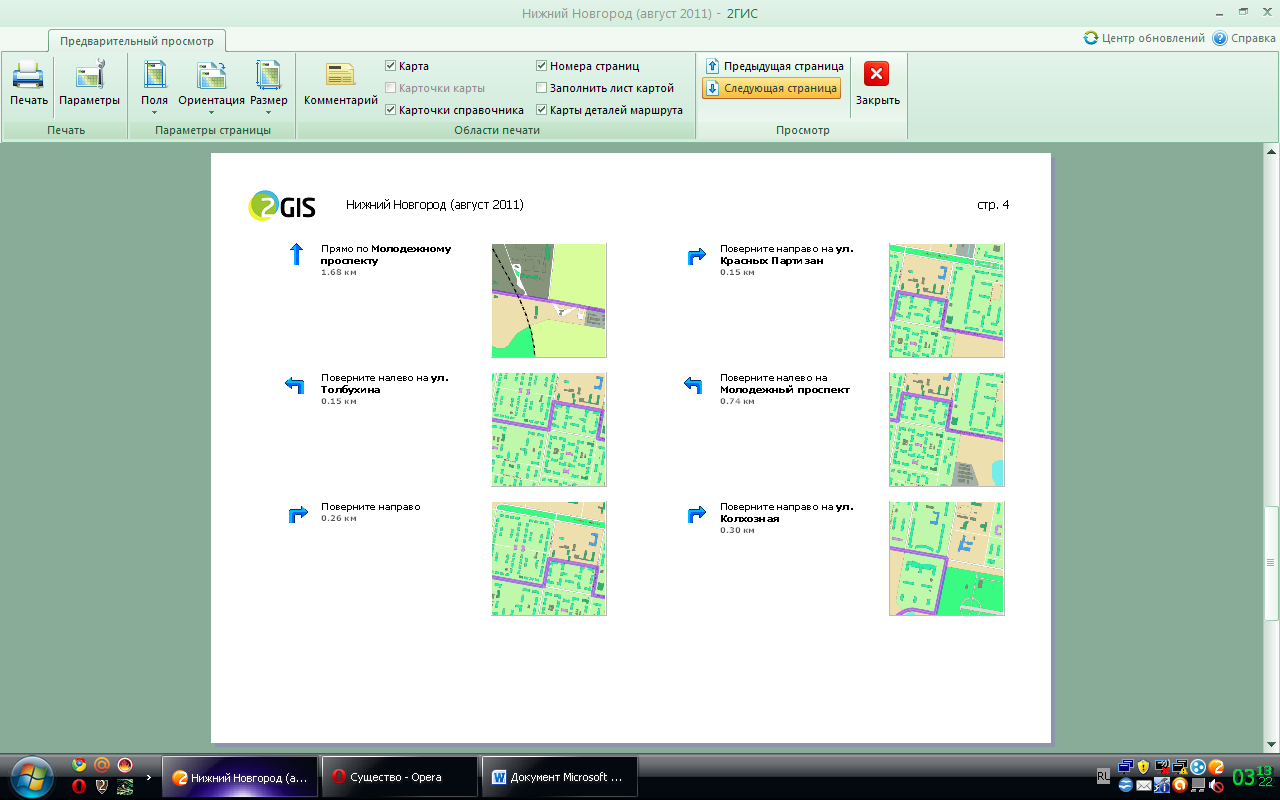 Нижний Новгород (август 2011) - 2ГИС
Предварительный просмотр
Центр обновлений
Справка
Печать
Параметры
Поля
Ориентация
Размер
Комментарий
Карта
Карточки карты
Карточки справочника
Номера страниц
Заполнить лист картой
Карты деталей маршрута
Предыдущая страница
Следующая страница
Закрыть
Печать
Параметры страницы
Области печати
Просмотр
2GIS
Нижний Новгород (август 2011)
стр. 4
Прямо по Молодежному
проспекту
1.68 км
Поверните направо на ул.
Красных Партизан
0.15 км
Поверните налево на ул.
Толбухина
0.15 км
Поверните налево на
Молодежный проспект
0.74 км
Поверните направо
0.26 км
Поверните направо на ул.
Колхозная
0.30 км
Нижний Новгород (а...
Существо - Opera
Документ Microsoft ...
RL
03
22